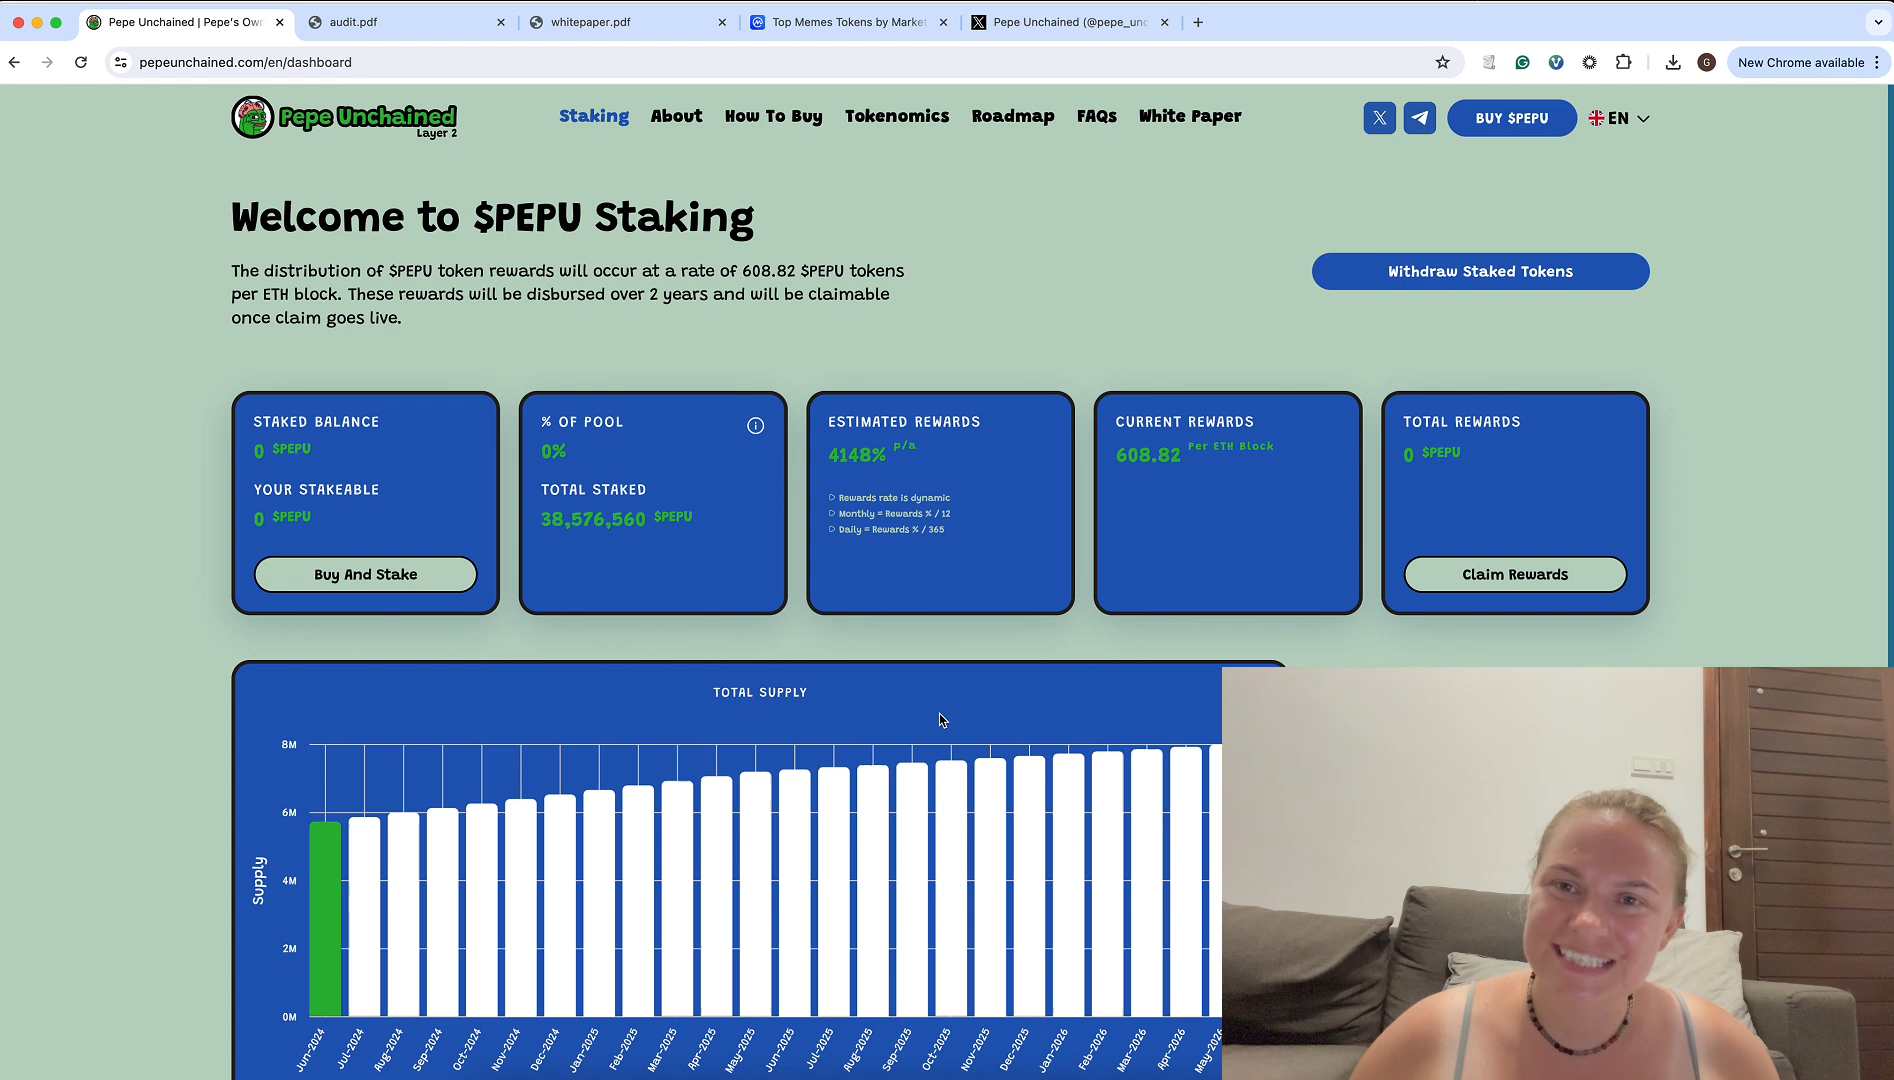 Pepe Unchained | Pepe's Own
audit.pdf
whitepaper.pdf
Top Memes Tokens by Market
Pepe Unchained (@pepe_unc
pepeunchained.com/en/dashboard
G
New Chrome available
Pepe Unchained
Layer 2
Staking
About
How To Buy
Tokenomics
Roadmap
FAQs
White Paper
BUY $PEPU
EN
Welcome to $PEPU Staking
The distribution of $PEPU token rewards will occur at a rate of 608.82 $PEPU tokens
per ETH block. These rewards will be disbursed over 2 years and will be claimable
once claim goes live.
Withdraw Staked Tokens
STAKED BALANCE
0 $PEPU
YOUR STAKEABLE
0 $PEPU
Buy And Stake
% OF POOL
0%
TOTAL STAKED
38,576,560 $PEPU
ESTIMATED REWARDS
4148% p/a
Rewards rate is dynamic
Monthly = Rewards % / 12
Daily = Rewards % / 365
CURRENT REWARDS
608.82 Per ETH Block
TOTAL REWARDS
0 $PEPU
Claim Rewards
TOTAL SUPPLY
Supply
8M
6M
4M
2M
0M
Jun-2024
Jul-2024
Aug-2024
Sep-2024
Oct-2024
Nov-2024
Dec-2024
Jan-2025
Feb-2025
Mar-2025
Apr-2025
May-2025
Jun-2025
Jul-2025
Aug-2025
Sep-2025
Oct-2025
Nov-2025
Dec-2025
Jan-2026
Feb-2026
Mar-2026
Apr-2026
May-2